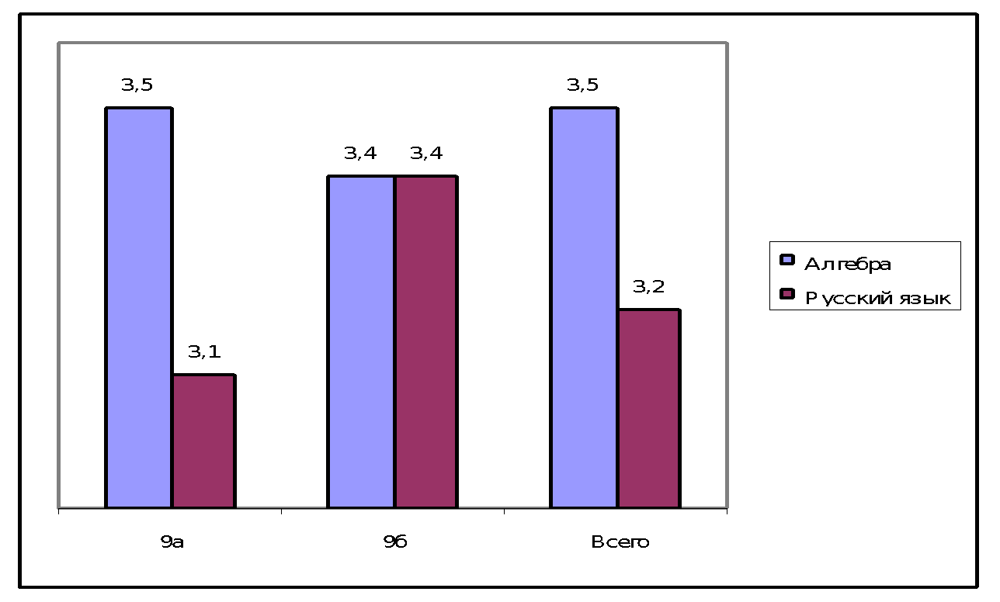 3,5
3,5
3,4
3,4
3,2
3,1
Алгебра
Русский язык
9а
9б
Всего